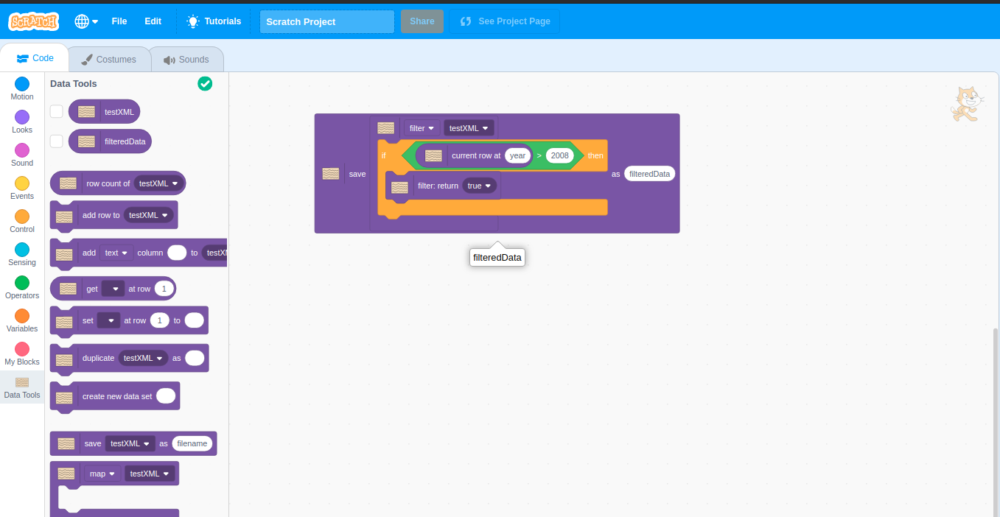 SCRATCH File Edit Tutorials Scratch Project Share See Project Page
Code Costumes Sounds
Motion
Looks
Sound
Events
Control
Sensing
Operators
Variables
My Blocks
Data Tools
Data Tools
testXML
filteredData
row count of testXML
add row to testXML
add text column to
get at row 1
set at row 1 to
duplicate testXML as
create new data set
save testXML as filename
map testXML
filter testXML
if current row at year > 2008 then
save as filteredData
filter: return true
filteredData